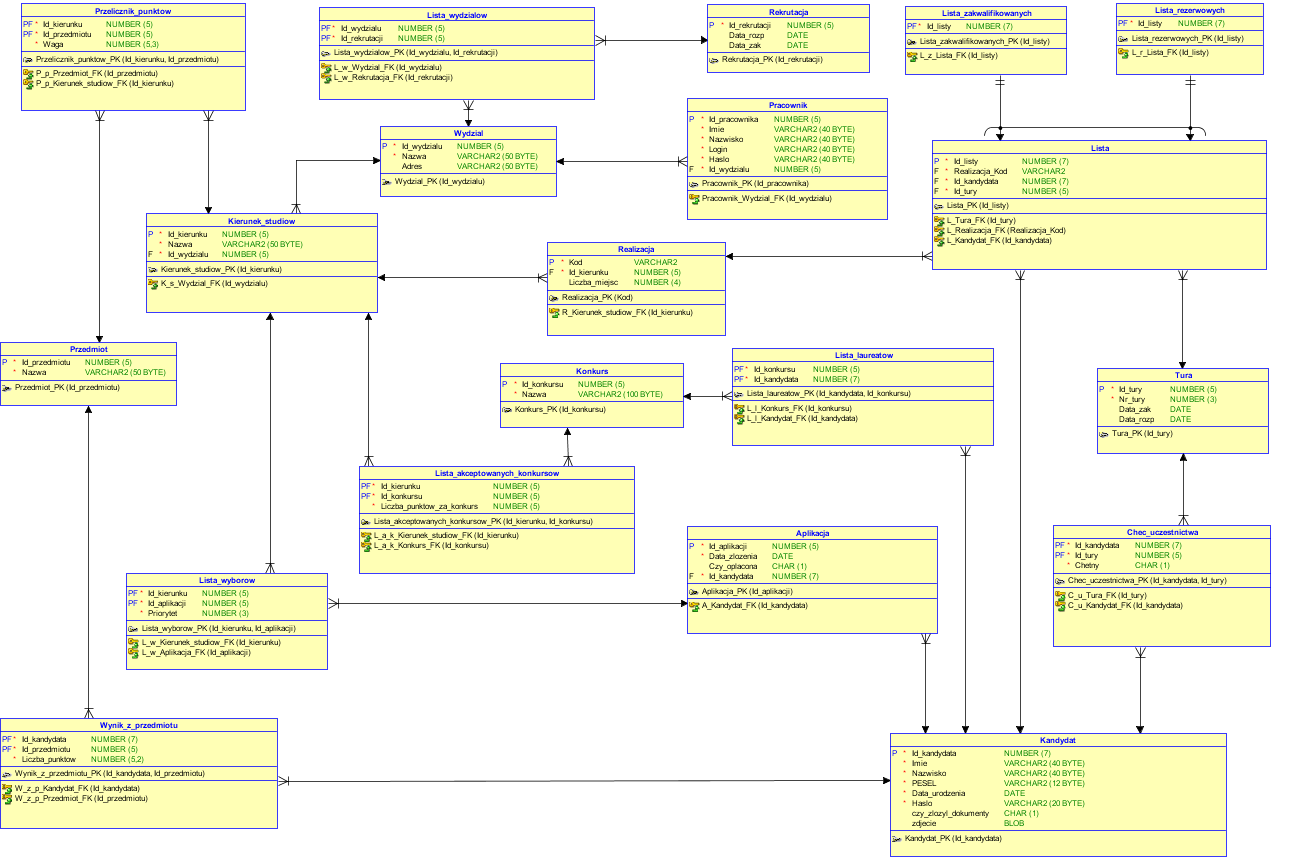 Przelicznik_punktow
PF * Id_kierunku NUMBER (5)
PF * Id_przedmiotu NUMBER (5)
* Waga NUMBER (5,3)
Przelicznik_punktow_PK (Id_kierunku, Id_przedmiotu)
P_p_Przedmiot_FK (Id_przedmiotu)
P_p_Kierunek_studiow_FK (Id_kierunku)
Lista_wydzialow
PF * Id_wydzialu NUMBER (5)
PF * Id_rekrutacji NUMBER (5)
Lista_wydzialow_PK (Id_wydzialu, Id_rekrutacji)
L_w_Wydzial_FK (Id_wydzialu)
L_w_Rekrutacja_FK (Id_rekrutacji)
Rekrutacja
P * Id_rekrutacji NUMBER (5)
Data_rozp DATE
Data_zak DATE
Rekrutacja_PK (Id_rekrutacji)
Lista_zakwalifikowanych
PF * Id_listy NUMBER (7)
Lista_zakwalifikowanych_PK (Id_listy)
L_z_Lista_FK (Id_listy)
Lista_rezerwowych
PF * Id_listy NUMBER (7)
Lista_rezerwowych_PK (Id_listy)
L_r_Lista_FK (Id_listy)
Wydzial
P * Id_wydzialu NUMBER (5)
* Nazwa VARCHAR2 (50 BYTE)
Adres VARCHAR2 (50 BYTE)
Wydzial_PK (Id_wydzialu)
Pracownik
P * Id_pracownika NUMBER (5)
* Imie VARCHAR2 (40 BYTE)
* Nazwisko VARCHAR2 (40 BYTE)
* Login VARCHAR2 (40 BYTE)
* Haslo VARCHAR2 (40 BYTE)
F * Id_wydzialu NUMBER (5)
Pracownik_PK (Id_pracownika)
Pracownik_Wydzial_FK (Id_wydzialu)
Lista
P * Id_listy NUMBER (7)
F * Realizacja_Kod VARCHAR2
F * Id_kandydata NUMBER (7)
F * Id_tury NUMBER (5)
Lista_PK (Id_listy)
L_Tura_FK (Id_tury)
L_Realizacja_FK (Realizacja_Kod)
L_Kandydat_FK (Id_kandydata)
Kierunek_studiow
P * Id_kierunku NUMBER (5)
* Nazwa VARCHAR2 (50 BYTE)
F * Id_wydzialu NUMBER (5)
Kierunek_studiow_PK (Id_kierunku)
K_s_Wydzial_FK (Id_wydzialu)
Realizacja
P * Kod VARCHAR2
F * Id_kierunku NUMBER (5)
Liczba_miejsc NUMBER (4)
Realizacja_PK (Kod)
R_Kierunek_studiow_FK (Id_kierunku)
Przedmiot
P * Id_przedmiotu NUMBER (5)
* Nazwa VARCHAR2 (50 BYTE)
Przedmiot_PK (Id_przedmiotu)
Konkurs
P * Id_konkursu NUMBER (5)
* Nazwa VARCHAR2 (100 BYTE)
Konkurs_PK (Id_konkursu)
Lista_laureatow
PF * Id_konkursu NUMBER (5)
PF * Id_kandydata NUMBER (7)
Lista_laureatow_PK (Id_kandydata, Id_konkursu)
L_l_Konkurs_FK (Id_konkursu)
L_l_Kandydat_FK (Id_kandydata)
Tura
P * Id_tury NUMBER (5)
* Nr_tury NUMBER (3)
Data_zak DATE
Data_rozp DATE
Tura_PK (Id_tury)
Lista_akceptowanych_konkursow
PF * Id_kierunku NUMBER (5)
PF * Id_konkursu NUMBER (5)
* Liczba_punktow_za_konkurs NUMBER (5)
Lista_akceptowanych_konkursow_PK (Id_kierunku, Id_konkursu)
L_a_k_Kierunek_studiow_FK (Id_kierunku)
L_a_k_Konkurs_FK (Id_konkursu)
Aplikacja
P * Id_aplikacji NUMBER (5)
* Data_zlozenia DATE
Czy_oplacona CHAR (1)
F * Id_kandydata NUMBER (7)
Aplikacja_PK (Id_aplikacji)
A_Kandydat_FK (Id_kandydata)
Chec_uczestnictwa
PF * Id_kandydata NUMBER (7)
PF * Id_tury NUMBER (5)
* Chetny CHAR (1)
Chec_uczestnictwa_PK (Id_kandydata, Id_tury)
C_u_Tura_FK (Id_tury)
C_u_Kandydat_FK (Id_kandydata)
Lista_wyborow
PF * Id_kierunku NUMBER (5)
PF * Id_aplikacji NUMBER (5)
* Priorytet NUMBER (3)
Lista_wyborow_PK (Id_kierunku, Id_aplikacji)
L_w_Kierunek_studiow_FK (Id_kierunku)
L_w_Aplikacja_FK (Id_aplikacji)
Wynik_z_przedmiotu
PF * Id_kandydata NUMBER (7)
PF * Id_przedmiotu NUMBER (5)
* Liczba_punktow NUMBER (5,2)
Wynik_z_przedmiotu_PK (Id_kandydata, Id_przedmiotu)
W_z_p_Kandydat_FK (Id_kandydata)
W_z_p_Przedmiot_FK (Id_przedmiotu)
Kandydat
P * Id_kandydata NUMBER (7)
* Imie VARCHAR2 (40 BYTE)
* Nazwisko VARCHAR2 (40 BYTE)
* PESEL VARCHAR2 (12 BYTE)
* Data_urodzenia DATE
* Haslo VARCHAR2 (20 BYTE)
czy_zlozyl_dokumenty CHAR (1)
zdjecie BLOB
Kandydat_PK (Id_kandydata)